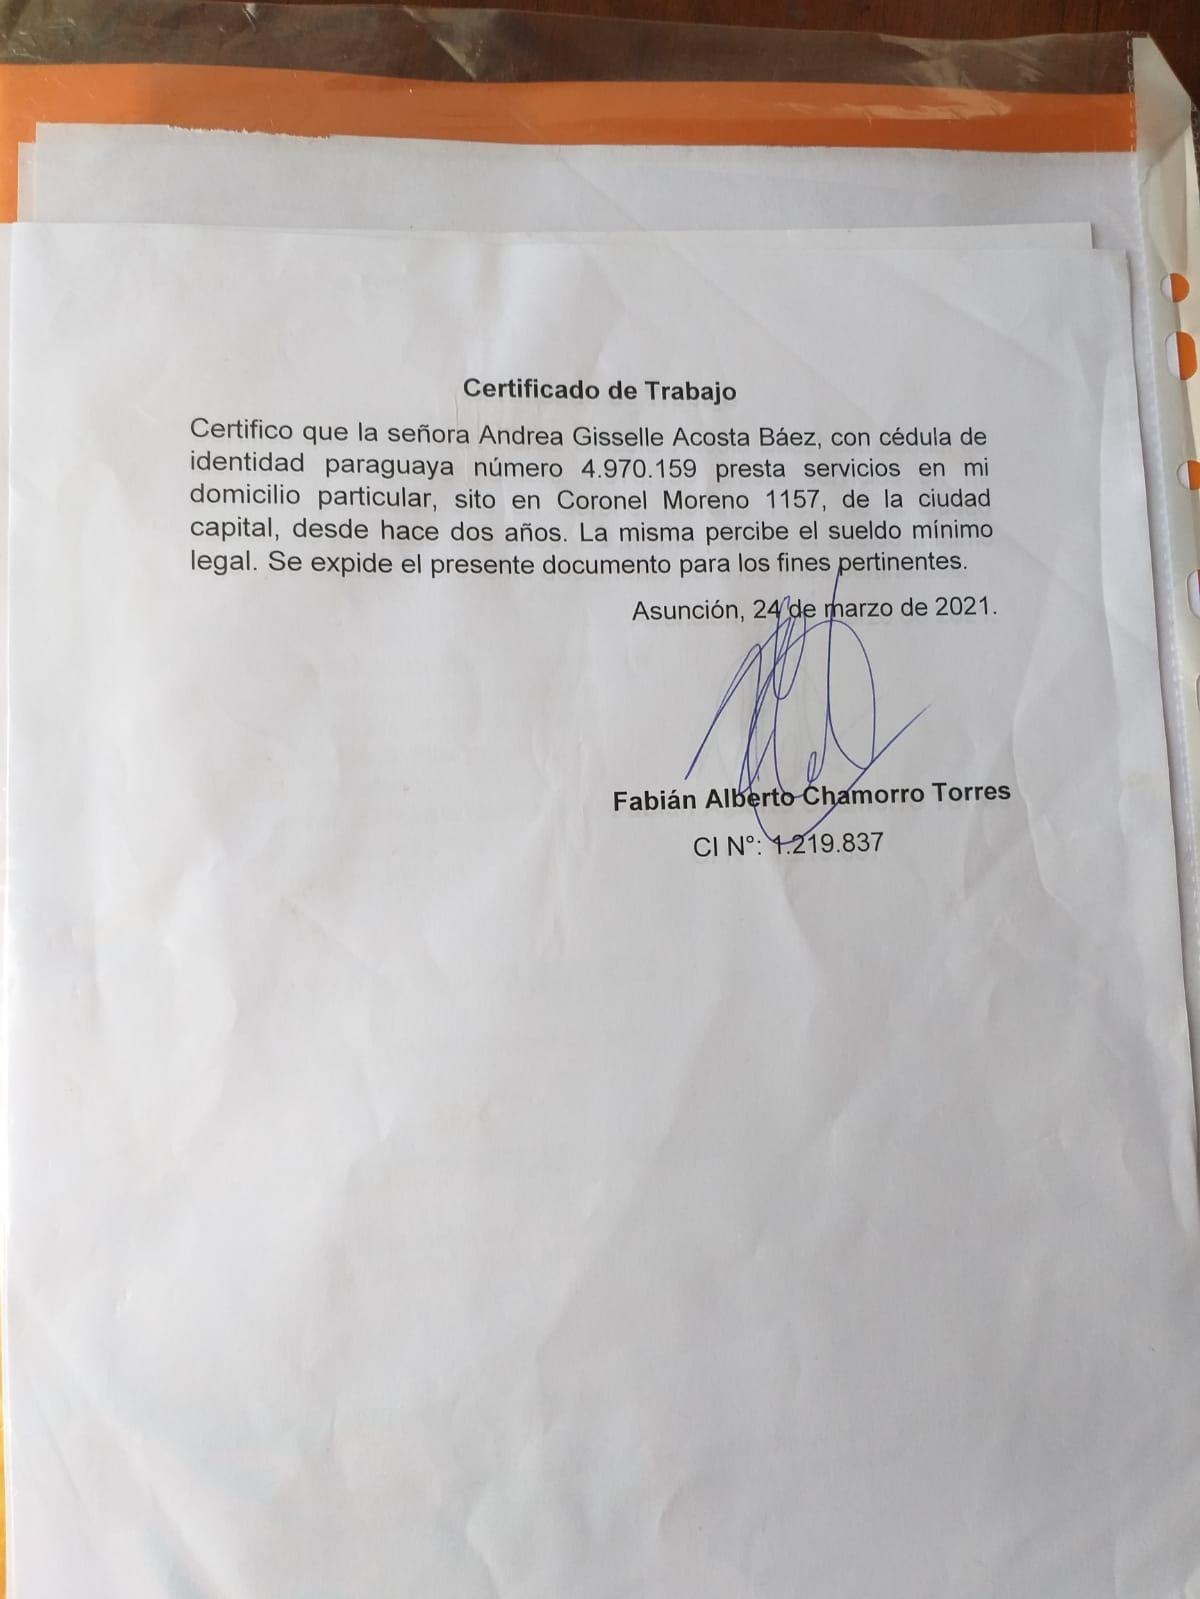 Certificado de Trabajo
Certifico que la señora Andrea Gisselle Acosta Báez, con cédula de
identidad paraguaya número 4.970.159 presta servicios en mi
domicilio particular, sito en Coronel Moreno 1157, de la ciudad
capital, desde hace dos años. La misma percibe el sueldo mínimo
legal. Se expide el presente documento para los fines pertinentes.
Asunción, 24 de marzo de 2021.
Fabián Alberto Chamorro Torres
CI Nº: 1.219.837